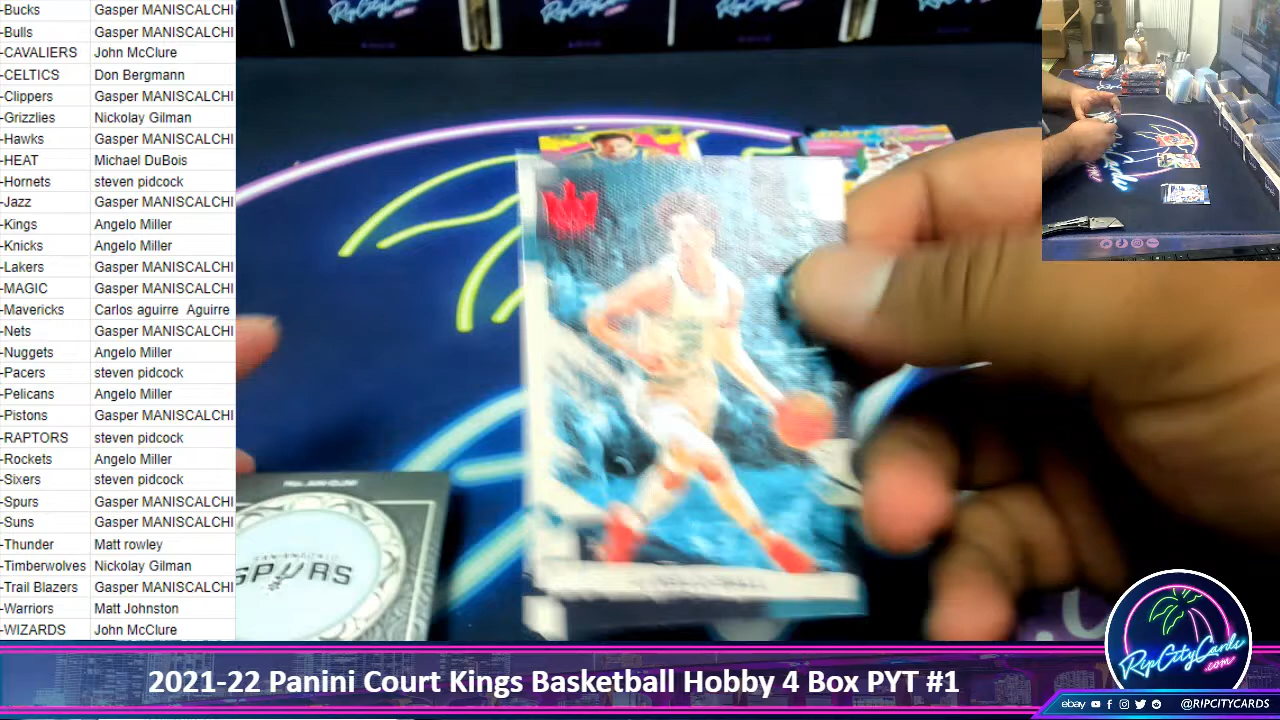 -Bucks Gasper MANISCALCHI
-Bulls Gasper MANISCALCHI
-CAVALIERS John McClure
-CELTICS Don Bergmann
-Clippers Gasper MANISCALCHI
-Grizzlies Nickolay Gilman
-Hawks Gasper MANISCALCHI
-HEAT Michael DuBois
-Hornets steven pidcock
-Jazz Gasper MANISCALCHI
-Kings Angelo Miller
-Knicks Angelo Miller
-Lakers Gasper MANISCALCHI
-MAGIC Gasper MANISCALCHI
-Mavericks Carlos aguirre Aguirre
-Nets Gasper MANISCALCHI
-Nuggets Angelo Miller
-Pacers steven pidcock
-Pelicans Angelo Miller
-Pistons Gasper MANISCALCHI
-RAPTORS steven pidcock
-Rockets Angelo Miller
-Sixers steven pidcock
-Spurs Gasper MANISCALCHI
-Suns Gasper MANISCALCHI
-Thunder Matt rowley
-Timberwolves Nickolay Gilman
-Trail Blazers Gasper MANISCALCHI
-Warriors Matt Johnston
-WIZARDS John McClure
SPURS
RipCityCards
.com
2021-22 Panini Court Kings Basketball Hobby 4 Box PYT #1
ebay @RIPCITYCARDS